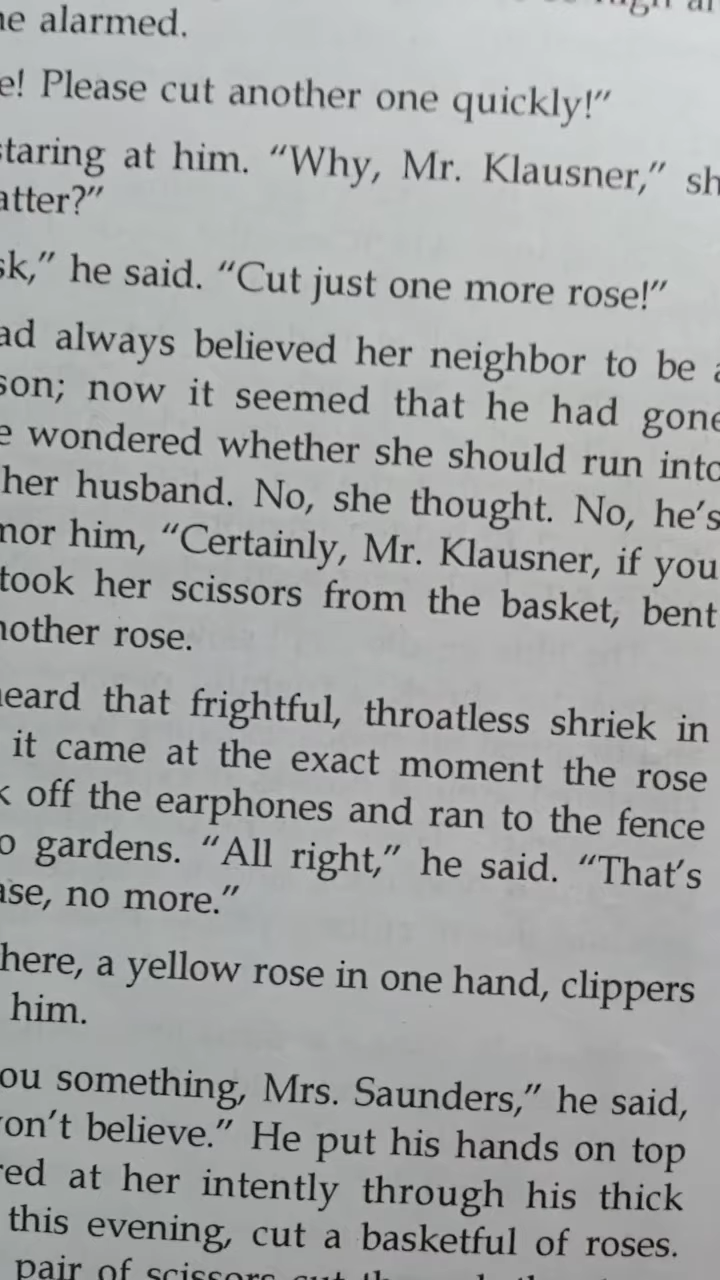 he alarmed.
e! Please cut another one quickly!”
staring at him. “Why, Mr. Klausner,” sh
atter?”
sk,” he said. “Cut just one more rose!”
ad always believed her neighbor to be a
son; now it seemed that he had gone
e wondered whether she should run into
her husband. No, she thought. No, he’s
mor him, “Certainly, Mr. Klausner, if you
took her scissors from the basket, bent
nother rose.
heard that frightful, throatless shriek in
it came at the exact moment the rose
k off the earphones and ran to the fence
o gardens. “All right,” he said. “That’s
ase, no more.”
here, a yellow rose in one hand, clippers
him.
ou something, Mrs. Saunders,” he said,
on’t believe.” He put his hands on top
red at her intently through his thick
this evening, cut a basketful of roses.
pair of scissors